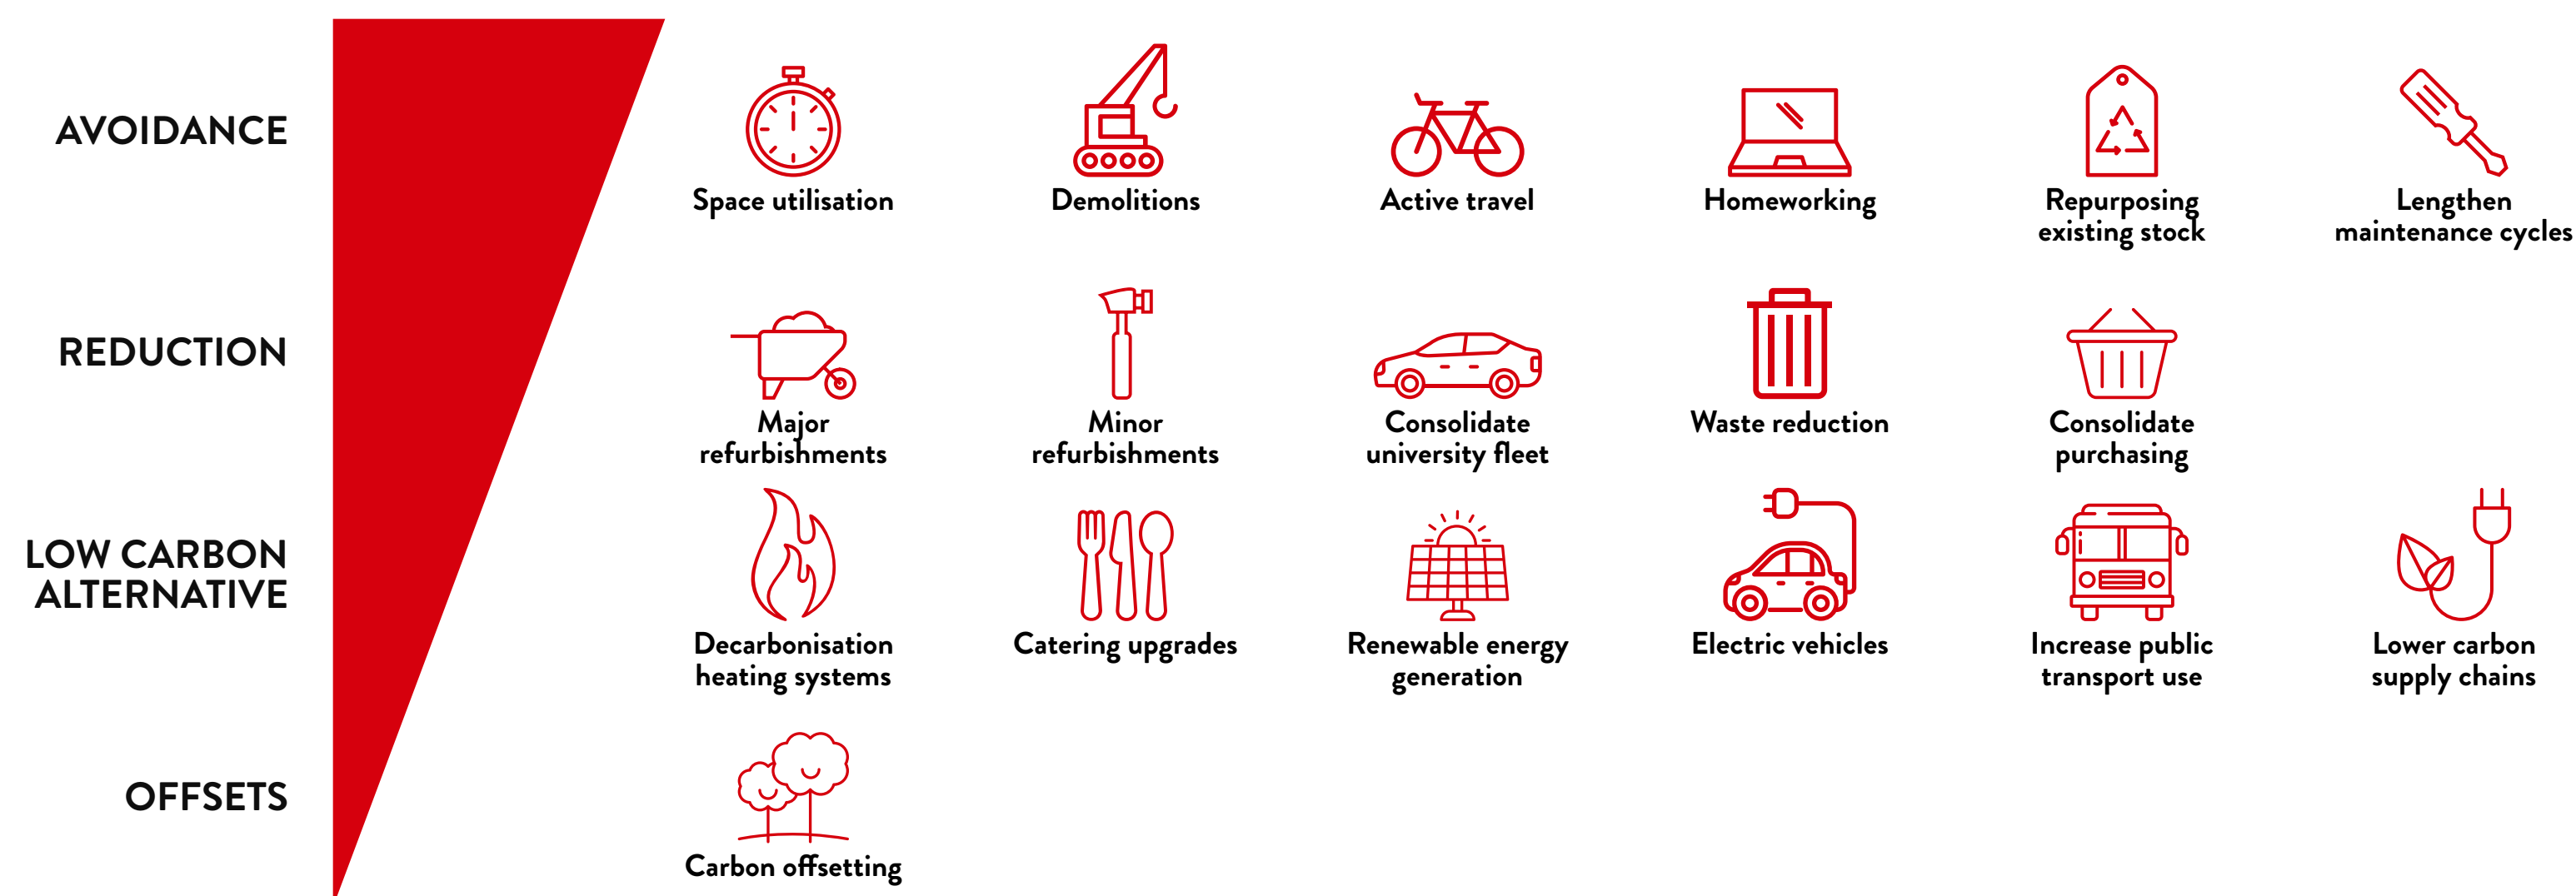 AVOIDANCE
Space utilisation
Demolitions
Active travel
Homeworking
Repurposing
existing stock
Lengthen
maintenance cycles
REDUCTION
Major
refurbishments
Minor
refurbishments
Consolidate
university fleet
Waste reduction
Consolidate
purchasing
LOW CARBON
ALTERNATIVE
Decarbonisation
heating systems
Catering upgrades
Renewable energy
generation
Electric vehicles
Increase public
transport use
Lower carbon
supply chains
OFFSETS
Carbon offsetting